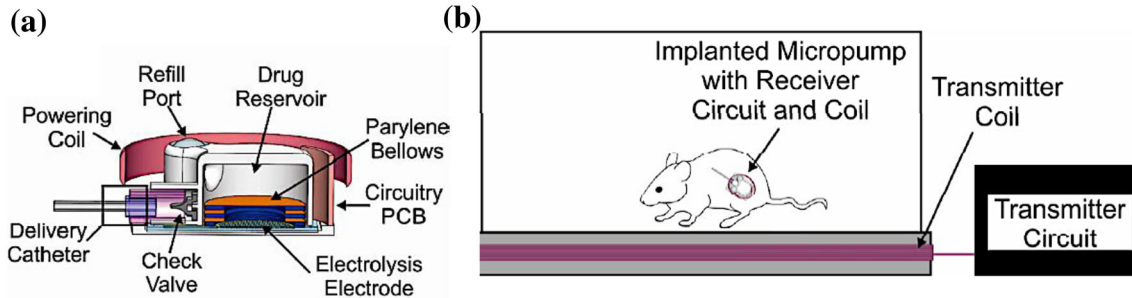 (a)
Refill
Port
Drug
Reservoir
Powering
Coil
Parylene
Bellows
Circuitry
PCB
Delivery
Catheter
Check
Valve
Electrolysis
Electrode
(b)
Implanted Micropump
with Receiver
Circuit and Coil
Transmitter
Coil
Transmitter
Circuit